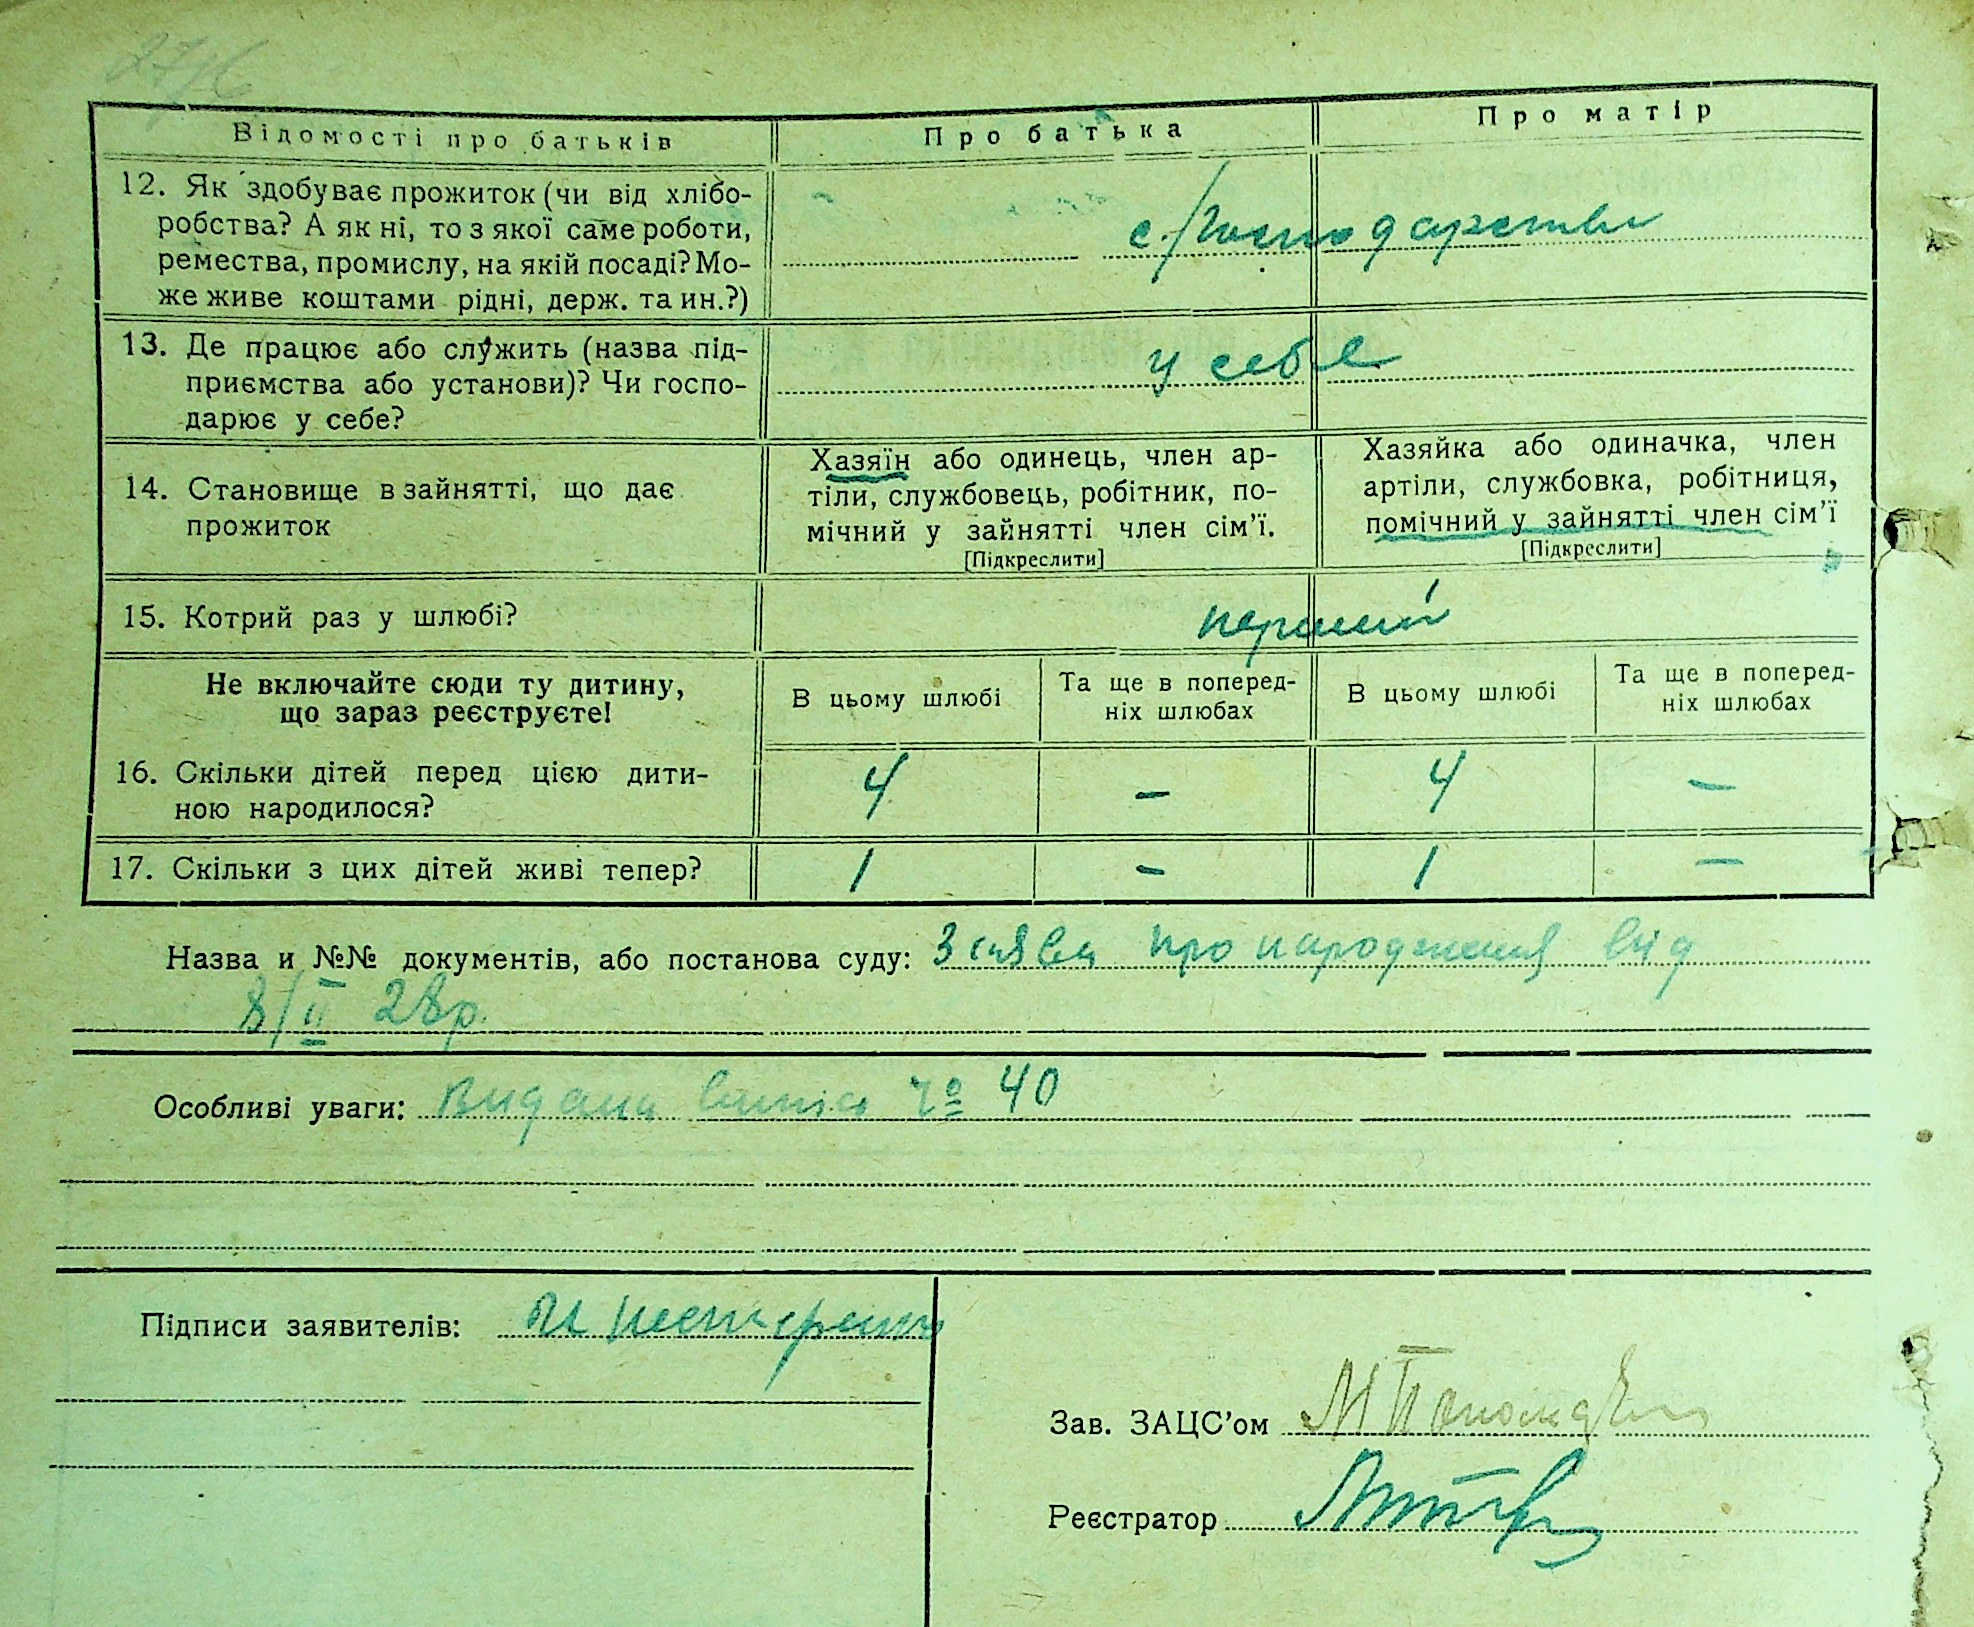 27/6
Відомості про батьків
Про батька
Про матір
12. Як здобуває прожиток (чи від хлібо-
робства? А як ні, то з якої саме роботи,
ремества, промислу, на якій посаді? Мо-
же живе коштами рідні, держ. та ин.?)
с/господарства
13. Де працює або служить (назва під-
приємства або установи)? Чи госпо-
дарює у себе?
у себе
14. Становище в зайнятті, що дає
прожиток
Хазяїн або одинець, член ар-
тіли, службовець, робітник, по-
мічний у зайнятті член сім'ї.
[Підкреслити]
Хазяйка або одиначка, член
артіли, службовка, робітниця,
помічний у зайнятті член сім'ї
[Підкреслити]
15. Котрий раз у шлюбі?
перший
Не включайте сюди ту дитину,
що зараз реєструєте!
В цьому шлюбі
Та ще в поперед-
ніх шлюбах
В цьому шлюбі
Та ще в поперед-
ніх шлюбах
16. Скільки дітей перед цією дити-
ною народилося?
4 – 4 –
17. Скільки з цих дітей живі тепер?
1 – 1 –
Назва и №№ документів, або постанова суду: Заява про народження від
8/II 28р.
Особливі уваги: Видана випись № 40
Підписи заявителів:
Зав. ЗАЦС'ом
Реєстратор